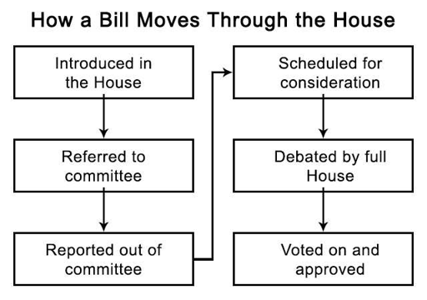 How a Bill Moves Through the House
Introduced in
the House
Referred to
committee
Reported out of
committee
Scheduled for
consideration
Debated by full
House
Voted on and
approved